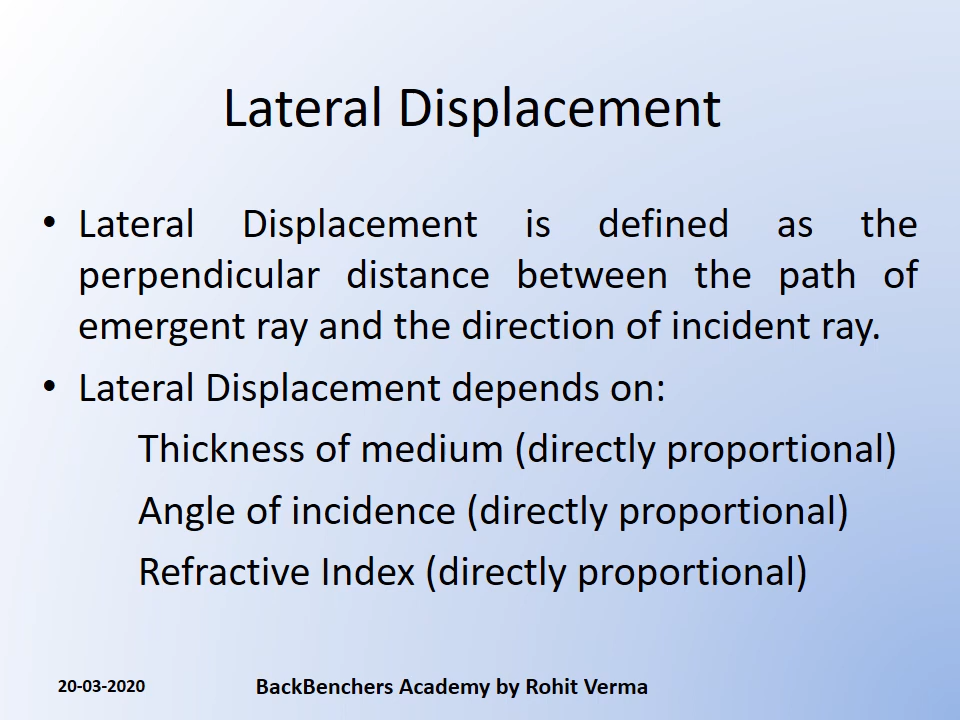 Lateral Displacement
• Lateral Displacement is defined as the
perpendicular distance between the path of
emergent ray and the direction of incident ray.
• Lateral Displacement depends on:
Thickness of medium (directly proportional)
Angle of incidence (directly proportional)
Refractive Index (directly proportional)
20-03-2020
BackBenchers Academy by Rohit Verma